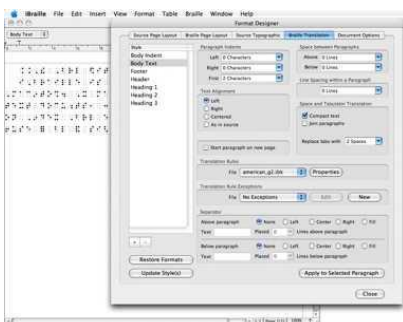 iBraille File Edit Insert View Format Table Braille Window Help
Format Designer
Body Text
Source Page Layout Braille Page Layout Source Typographic Braille Translation Document Options
Style
Body Indent
Body Text
Footer
Header
Heading 1
Heading 2
Heading 3
Restore Formats
Update Style(s)
Paragraph Indents
Left 0 Characters
Right 0 Characters
First 2 Characters
Text Alignment
Left
Right
Centered
As in source
Start paragraph on new page
Space between Paragraphs
Above 0 Lines
Below 0 Lines
Line Spacing within a Paragraph
0 Lines
Space and Tabulator Translation
Compact text
Join paragraphs
Replace tabs with 2 Spaces
Translation Rules
File american_g2.ibk Properties
Translation Rule Exceptions
File No Exceptions Edit New
Separator
Above paragraph None Left Center Right Fill
Text Placed 0 Lines above paragraph
Below paragraph None Left Center Right Fill
Text Placed 0 Lines below paragraph
Apply to Selected Paragraph
Close